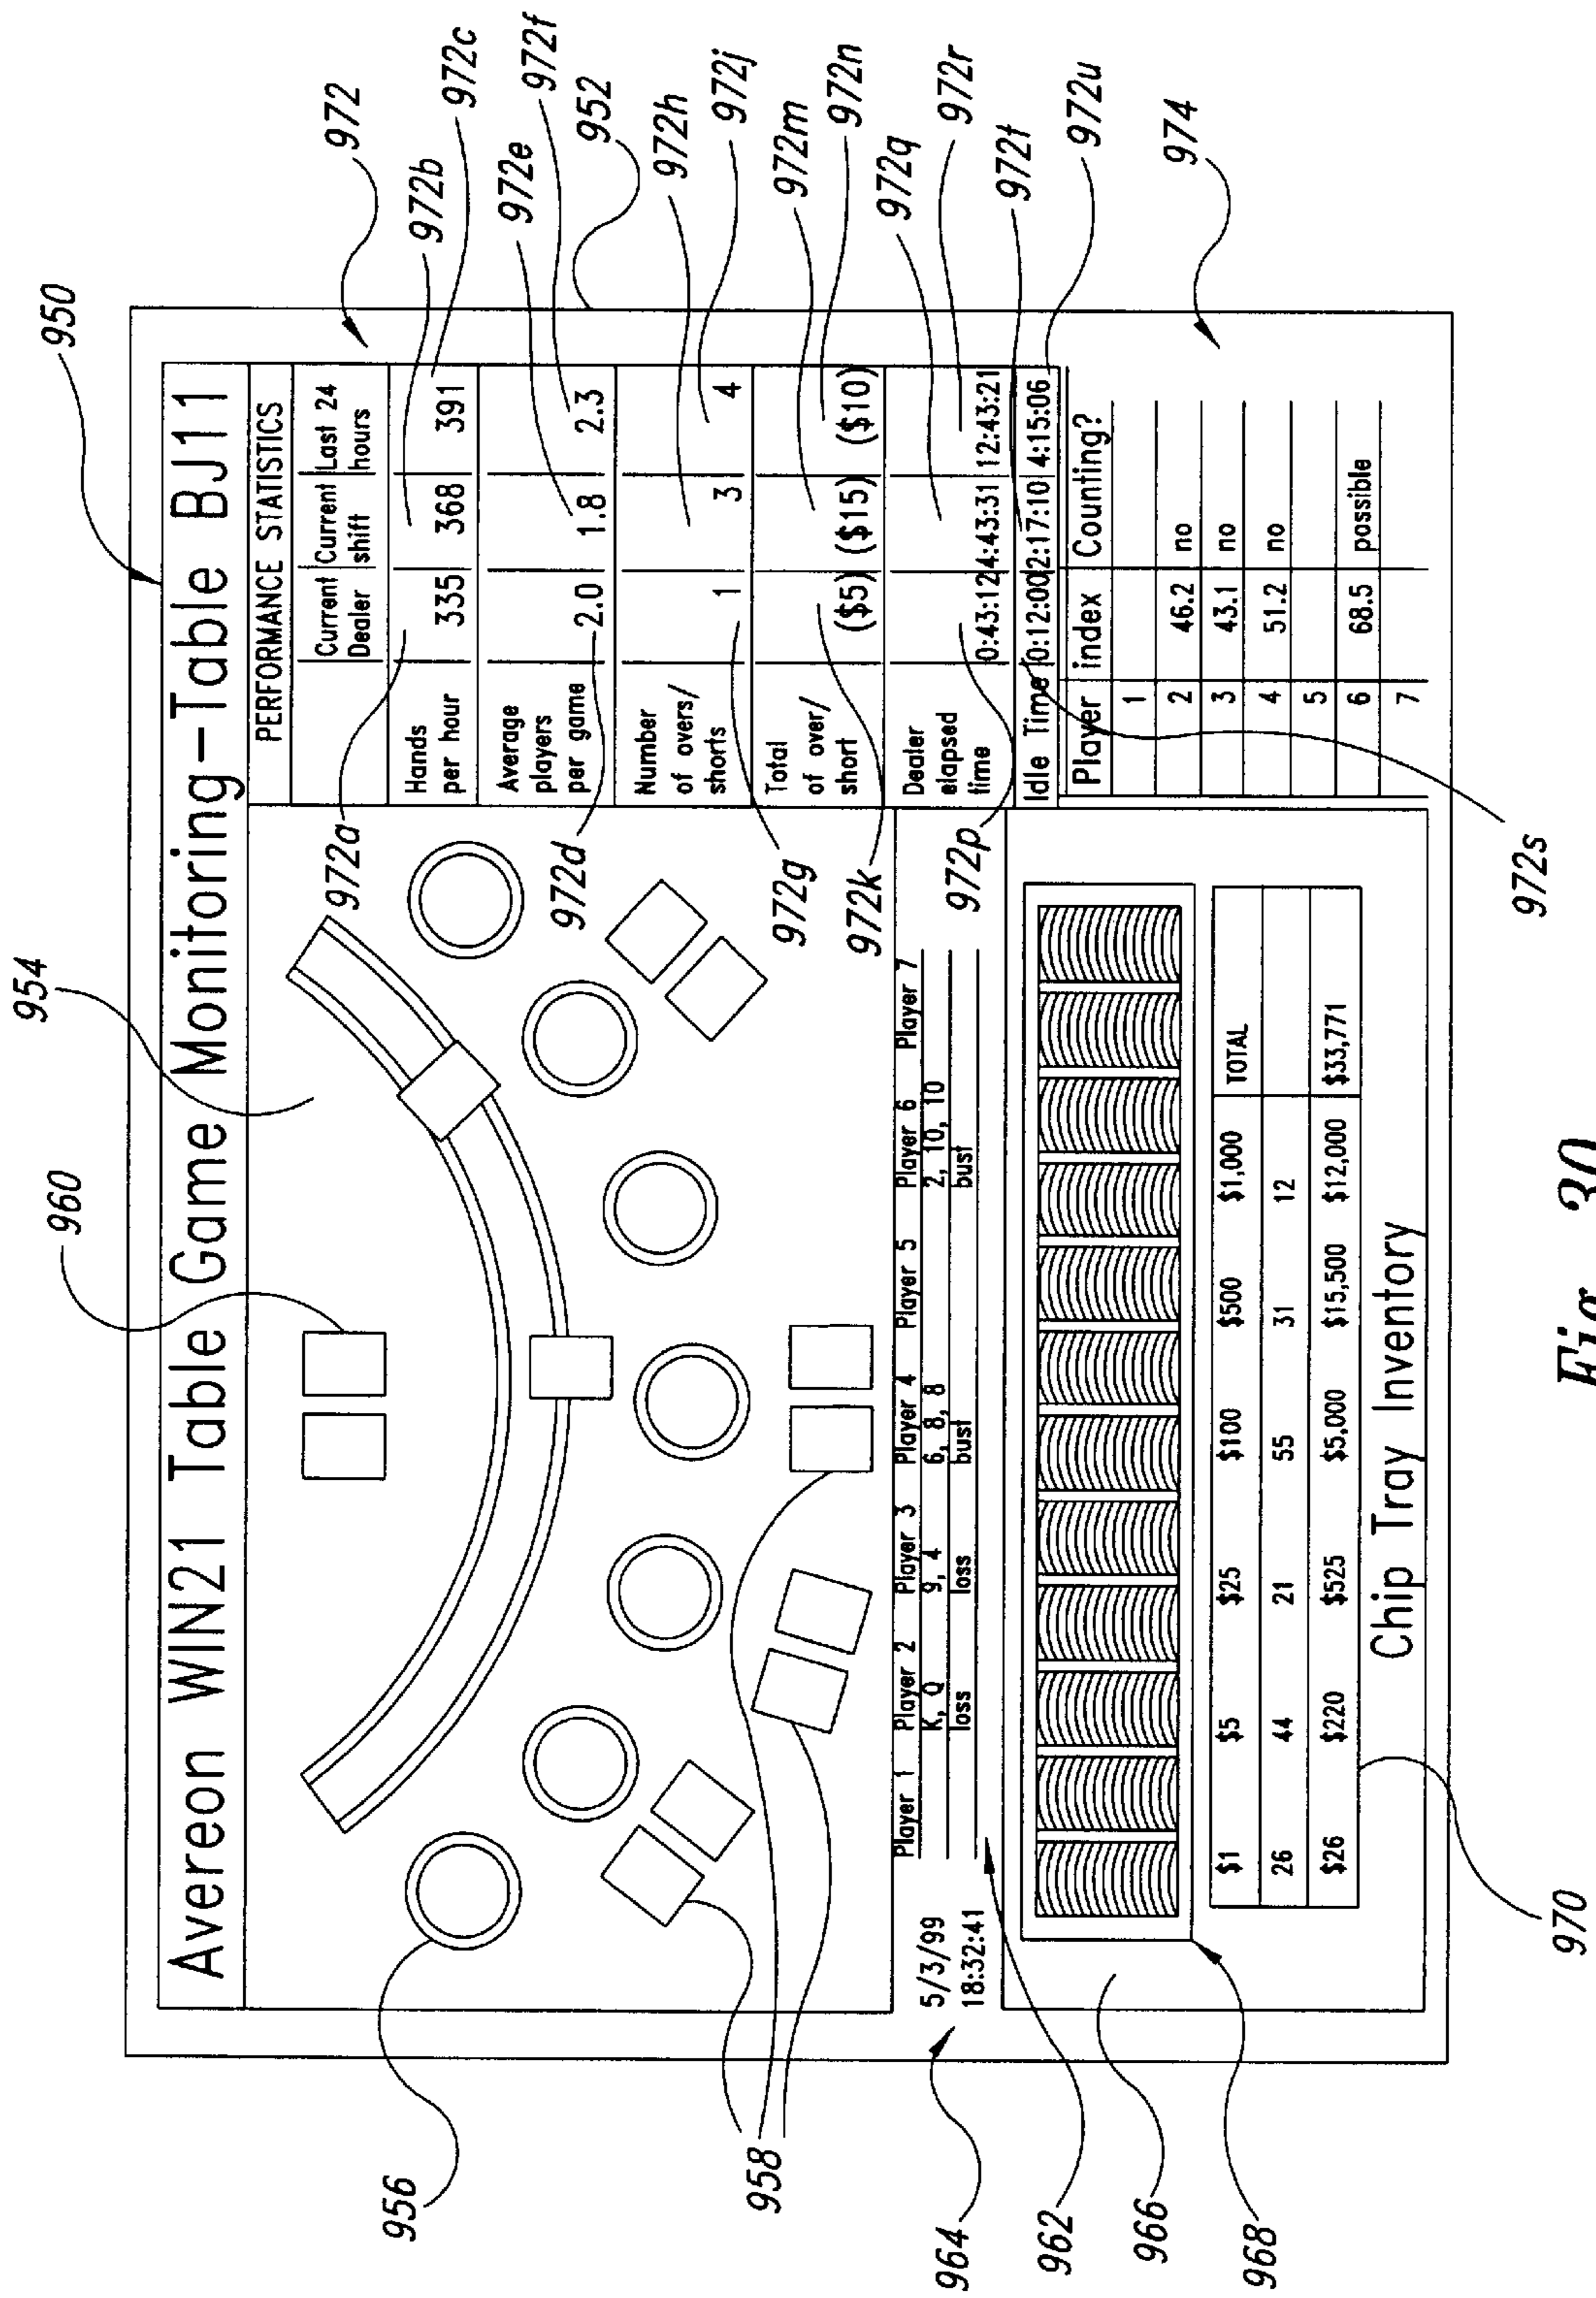 950
Avereon WIN21 Table Game Monitoring-Table BJ11
954
960
956
958
PERFORMANCE STATISTICS
Current Dealer | Current shift | Last 24 hours
Hands per hour 335 368 391
Average players per game 2.0 1.8 2.3
Number of overs/ shorts 1 3 4
Total of over/ short ($5) ($15) ($10)
Dealer elapsed time 0:43:12 4:43:31 12:43:21
Idle Time 0:12:00 2:17:10 4:15:06
972
972a
972b
972c
972d
972e
972f
952
972g
972h
972j
972k
972m
972n
972p
972q
972r
972s
972t
972u
974
Player index Counting?
1
2 46.2 no
3 43.1 no
4 51.2 no
5
6 68.5 possible
7
5/3/99
18:32:41
964
962
Player 1 Player 2 Player 3 Player 4 Player 5 Player 6 Player 7
K, Q 9, 4 6, 8, 8 2, 10, 10
loss loss bust bust
966
968
$1 $5 $25 $100 $500 $1,000 TOTAL
26 44 21 55 31 12
$26 $220 $525 $5,000 $15,500 $12,000 $33,771
970
Chip Tray Inventory
Fig. 30